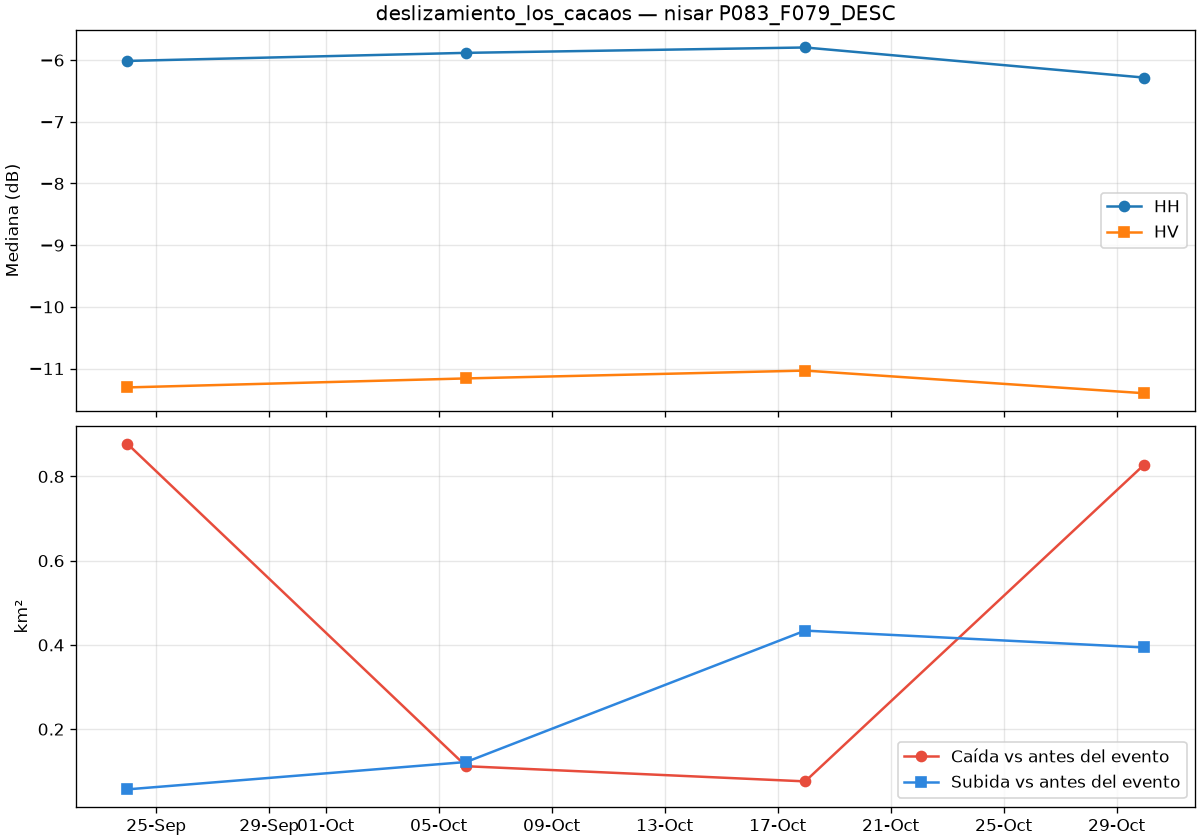 deslizamiento_los_cacaos — nisar P083_F079_DESC
Mediana (dB)
−6
−7
−8
−9
−10
−11
HH
HV
km²
0.8
0.6
0.4
0.2
Caída vs antes del evento
Subida vs antes del evento
25-Sep 29-Sep 01-Oct 05-Oct 09-Oct 13-Oct 17-Oct 21-Oct 25-Oct 29-Oct